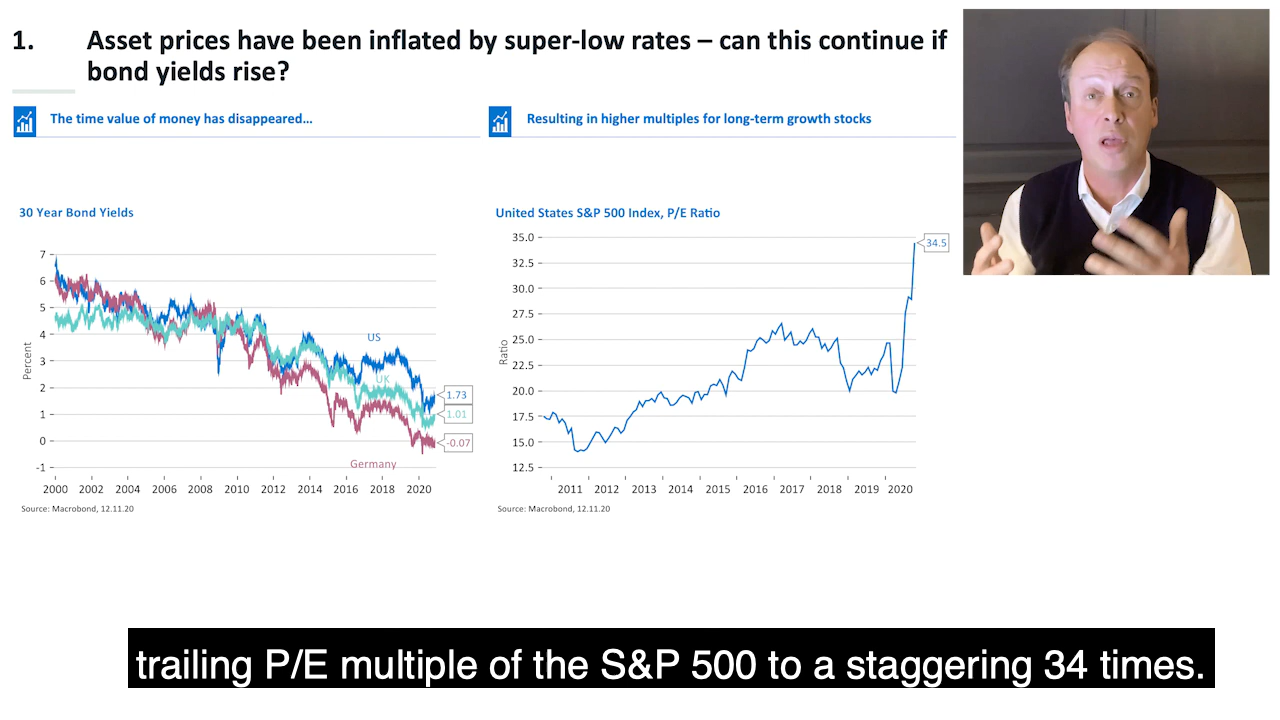 1.
Asset prices have been inflated by super-low rates – can this continue if
bond yields rise?
The time value of money has disappeared...
Resulting in higher multiples for long-term growth stocks
30 Year Bond Yields
7
6
5
4
3
2
1
0
-1
Percent
US
UK
Germany
1.73
1.01
-0.07
2000 2002 2004 2006 2008 2010 2012 2014 2016 2018 2020
Source: Macrobond, 12.11.20
United States S&P 500 Index, P/E Ratio
35.0
32.5
30.0
27.5
25.0
22.5
20.0
17.5
15.0
12.5
Ratio
34.5
2011 2012 2013 2014 2015 2016 2017 2018 2019 2020
Source: Macrobond, 12.11.20
trailing P/E multiple of the S&P 500 to a staggering 34 times.